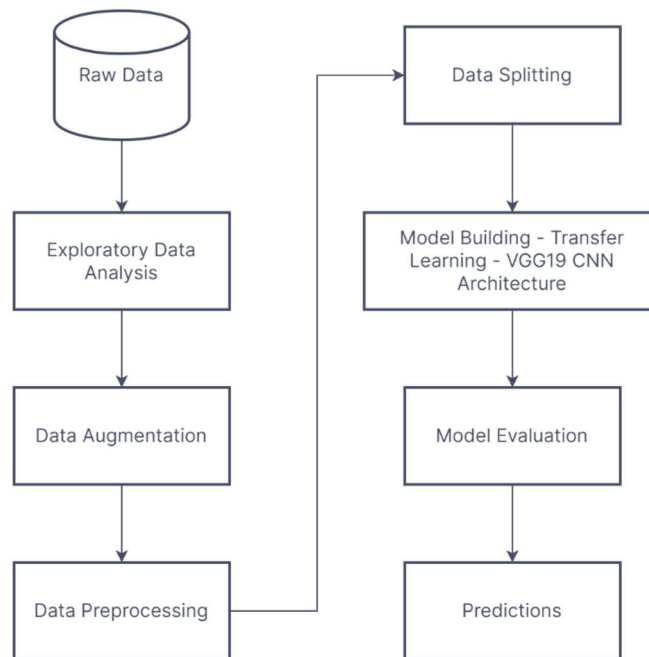 Raw Data
Exploratory Data
Analysis
Data Augmentation
Data Preprocessing
Data Splitting
Model Building - Transfer
Learning - VGG19 CNN
Architecture
Model Evaluation
Predictions